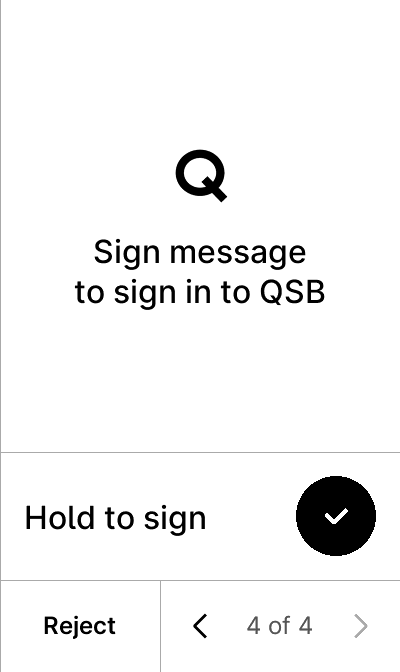 Q
Sign message
to sign in to QSB
Hold to sign
Reject
4 of 4